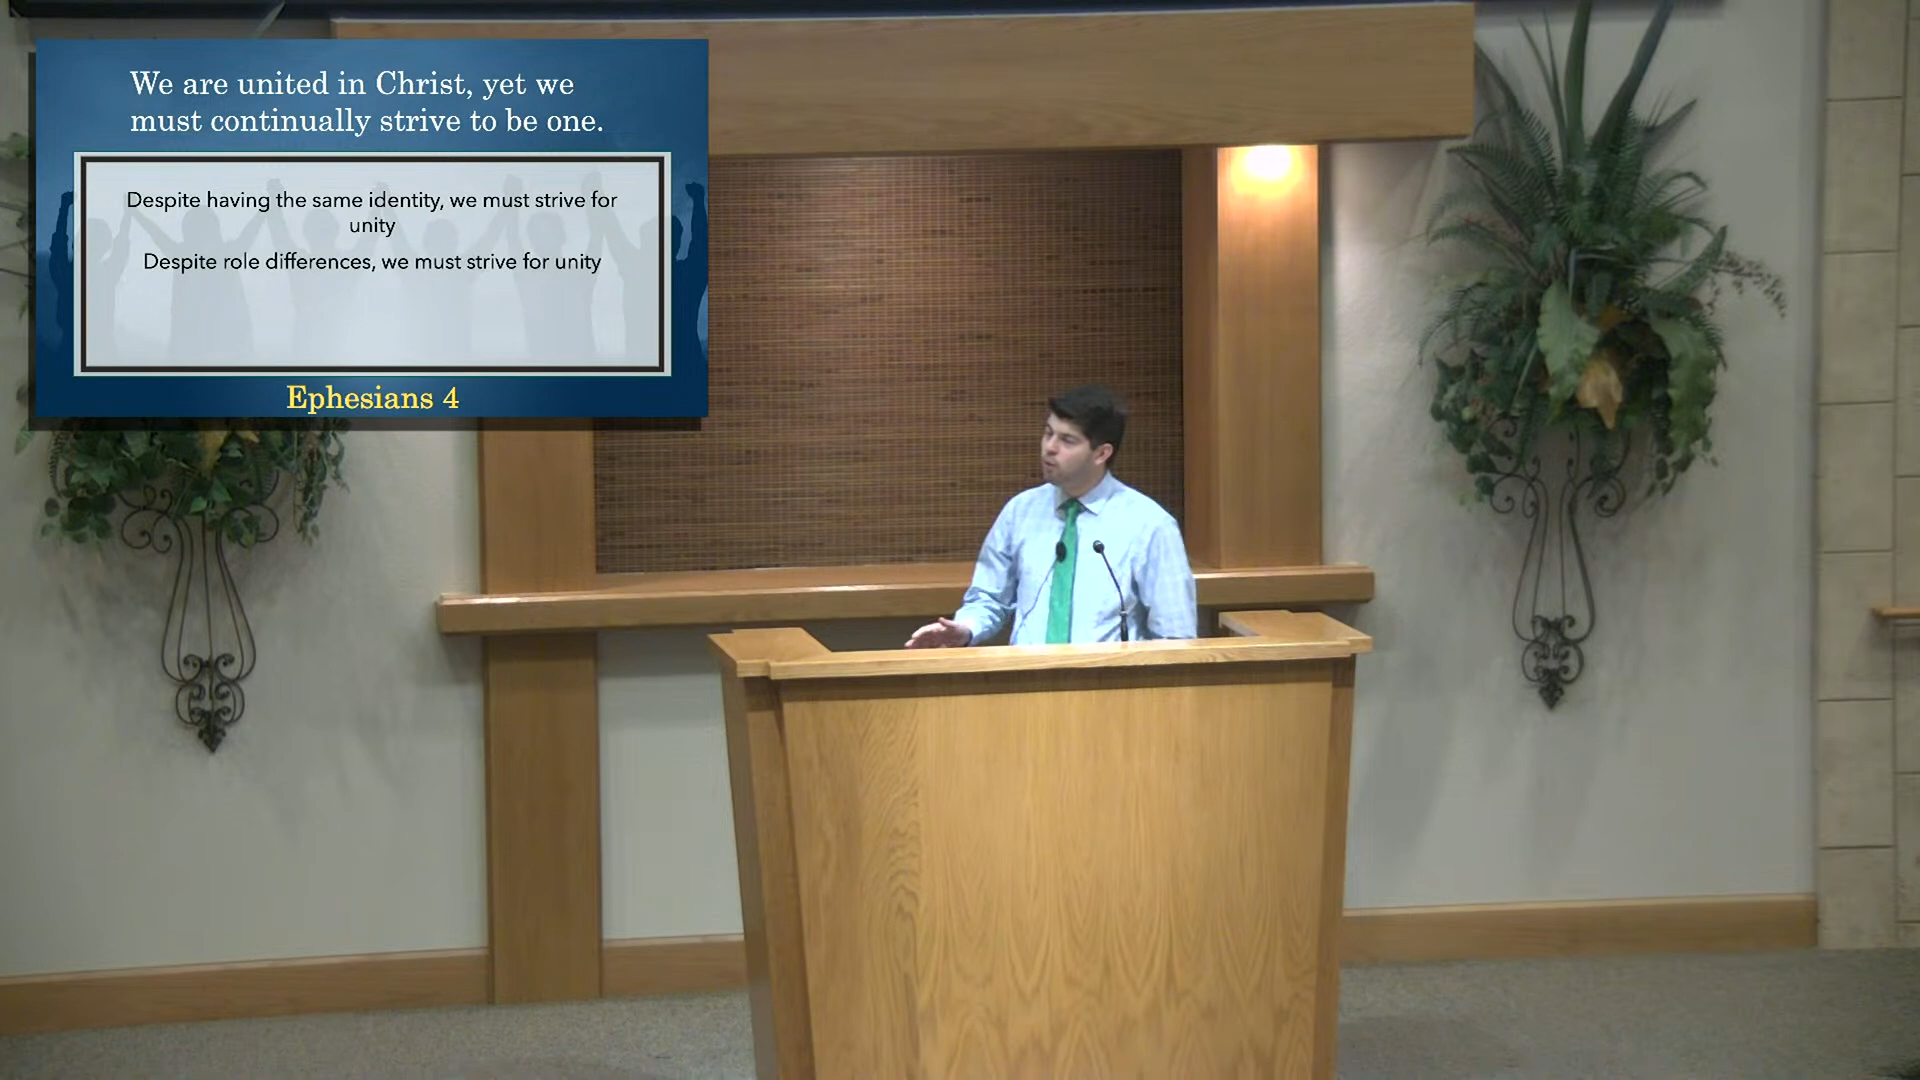 We are united in Christ, yet we
must continually strive to be one.
Despite having the same identity, we must strive for
unity
Despite role differences, we must strive for unity
Ephesians 4